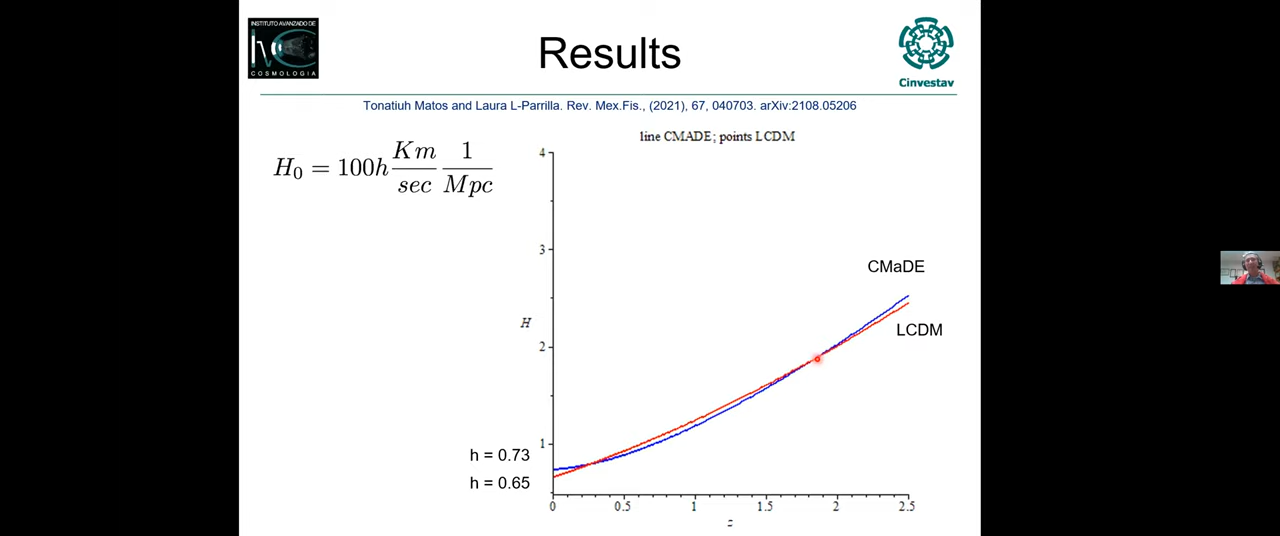 INSTITUTO AVANZADO DE
COSMOLOGIA
Results
Cinvestav
Tonatiuh Matos and Laura L-Parrilla. Rev. Mex.Fis., (2021), 67, 040703. arXiv:2108.05206
H₀ = 100h Km/sec 1/Mpc
line CMADE; points LCDM
4
3
CMaDE
H
LCDM
2
1
h = 0.73
h = 0.65
0 0.5 1 1.5 2 2.5
z